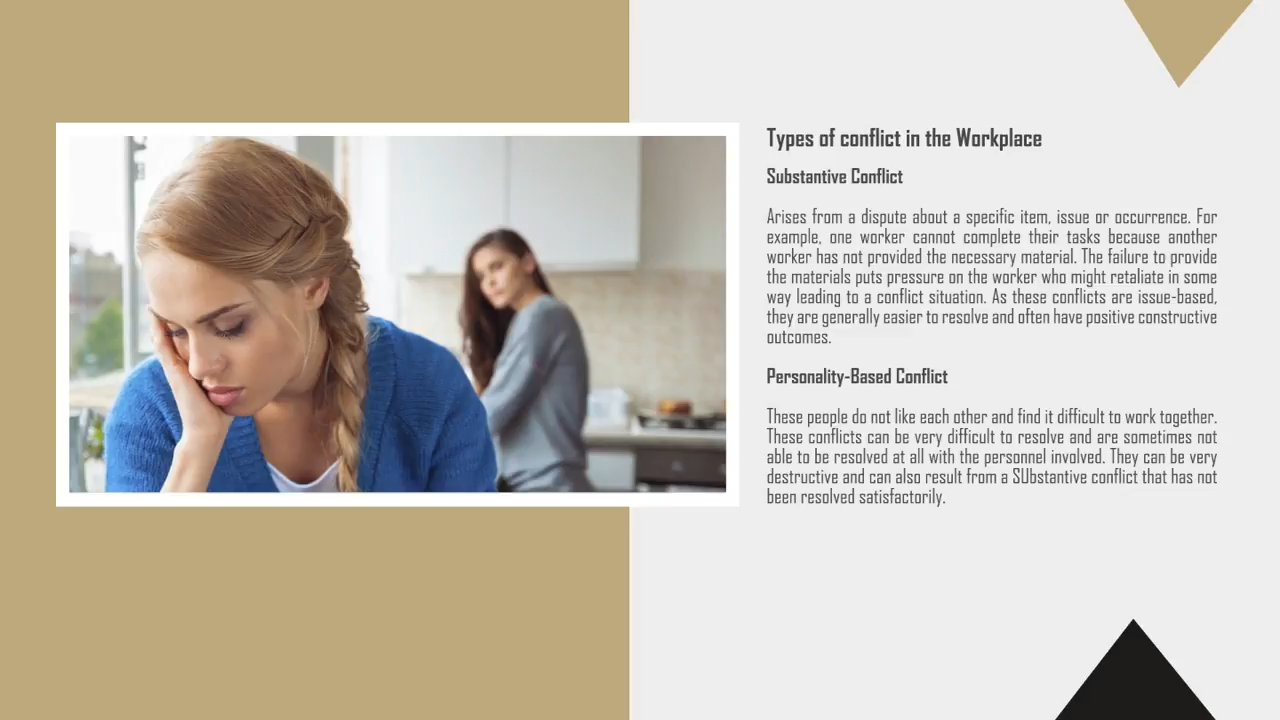 Types of conflict in the Workplace
Substantive Conflict
Arises from a dispute about a specific item, issue or occurrence. For
example, one worker cannot complete their tasks because another
worker has not provided the necessary material. The failure to provide
the materials puts pressure on the worker who might retaliate in some
way leading to a conflict situation. As these conflicts are issue-based,
they are generally easier to resolve and often have positive constructive
outcomes.
Personality-Based Conflict
These people do not like each other and find it difficult to work together.
These conflicts can be very difficult to resolve and are sometimes not
able to be resolved at all with the personnel involved. They can be very
destructive and can also result from a SUbstantive conflict that has not
been resolved satisfactorily.